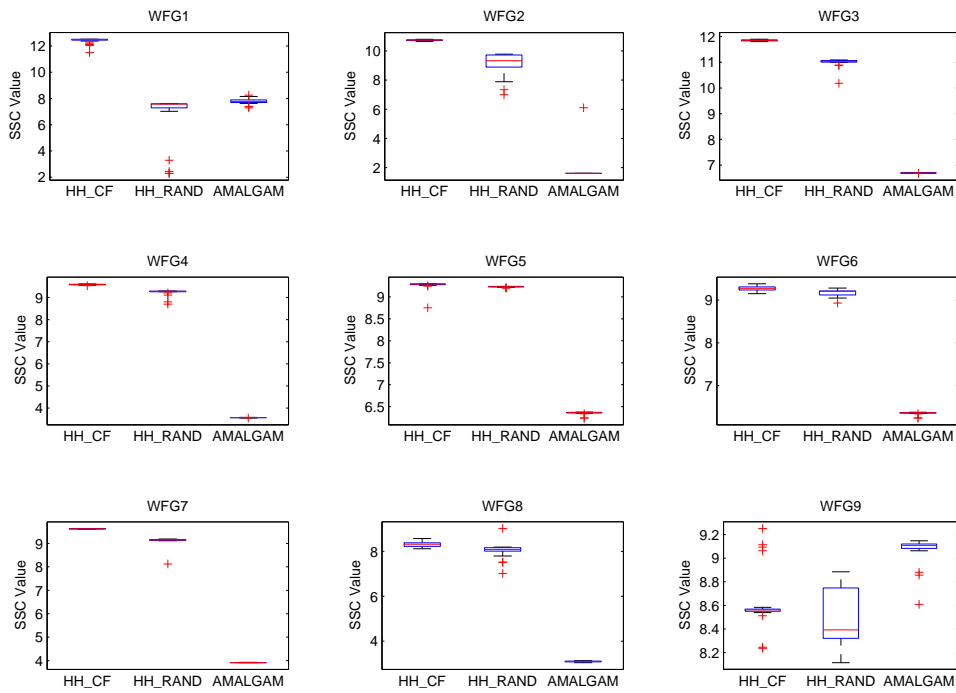 WFG1
12
10
8
6
4
2
SSC Value
HH_CF HH_RAND AMALGAM
WFG2
10
8
6
4
2
SSC Value
HH_CF HH_RAND AMALGAM
WFG3
12
11
10
9
8
7
SSC Value
HH_CF HH_RAND AMALGAM
WFG4
9
8
7
6
5
4
SSC Value
HH_CF HH_RAND AMALGAM
WFG5
9
8.5
8
7.5
7
6.5
SSC Value
HH_CF HH_RAND AMALGAM
WFG6
9
7
SSC Value
HH_CF HH_RAND AMALGAM
WFG7
9
8
7
6
5
4
SSC Value
HH_CF HH_RAND AMALGAM
WFG8
8
6
4
SSC Value
HH_CF HH_RAND AMALGAM
WFG9
9.2
9
8.8
8.6
8.4
8.2
SSC Value
HH_CF HH_RAND AMALGAM